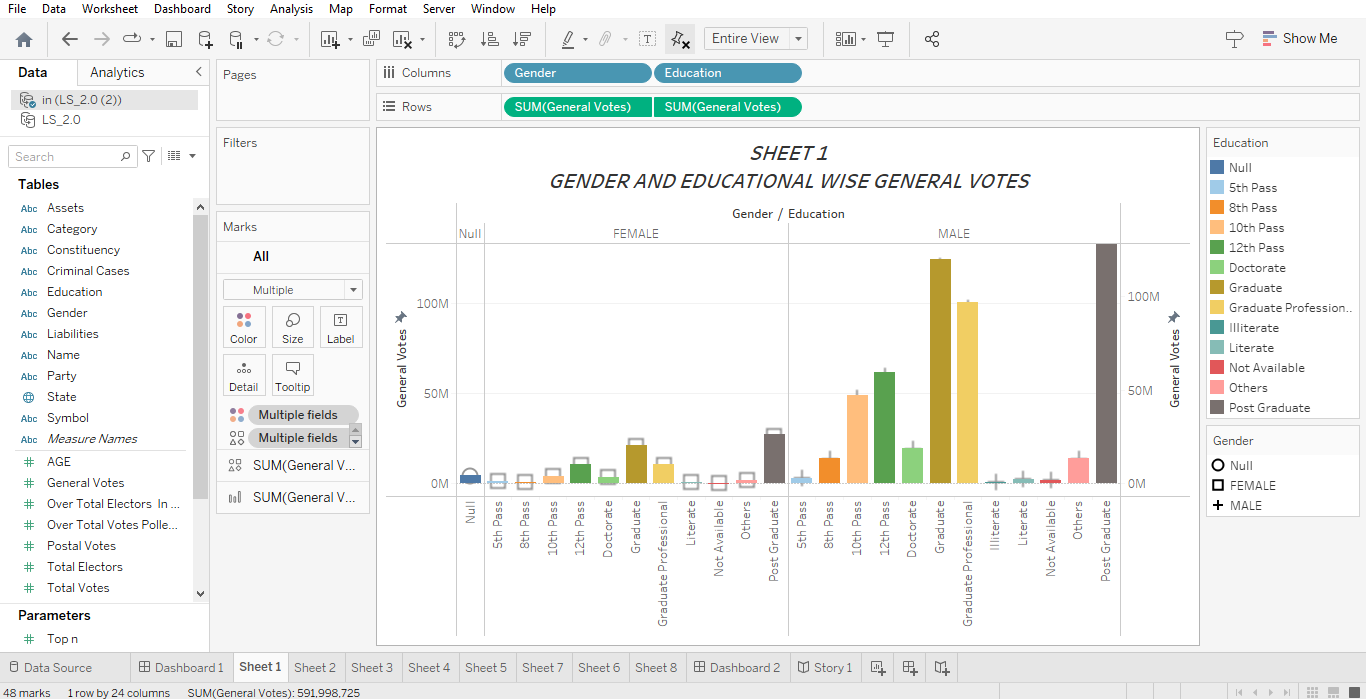 File Data Worksheet Dashboard Story Analysis Map Format Server Window Help
Entire View
Show Me
Data Analytics
in (LS_2.0 (2))
LS_2.0
Search
Tables
Abc Assets
Abc Category
Abc Constituency
Abc Criminal Cases
Abc Education
Abc Gender
Abc Liabilities
Abc Name
Abc Party
State
Abc Symbol
Abc Measure Names
# AGE
# General Votes
# Over Total Electors In ...
# Over Total Votes Polle...
# Postal Votes
# Total Electors
# Total Votes
Parameters
# Top n
Pages
Filters
Marks
All
Multiple
Color Size Label
Detail Tooltip
Multiple fields
Multiple fields
SUM(General V...
SUM(General V...
Columns Gender Education
Rows SUM(General Votes) SUM(General Votes)
SHEET 1
GENDER AND EDUCATIONAL WISE GENERAL VOTES
Gender / Education
Null FEMALE MALE
General Votes
100M
50M
0M
100M
50M
0M
General Votes
Null
5th Pass
8th Pass
10th Pass
12th Pass
Doctorate
Graduate
Graduate Professional
Literate
Not Available
Others
Post Graduate
5th Pass
8th Pass
10th Pass
12th Pass
Doctorate
Graduate
Graduate Professional
Illiterate
Literate
Not Available
Others
Post Graduate
Education
Null
5th Pass
8th Pass
10th Pass
12th Pass
Doctorate
Graduate
Graduate Profession..
Illiterate
Literate
Not Available
Others
Post Graduate
Gender
Null
FEMALE
MALE
Data Source Dashboard 1 Sheet 1 Sheet 2 Sheet 3 Sheet 4 Sheet 5 Sheet 7 Sheet 6 Sheet 8 Dashboard 2 Story 1
48 marks 1 row by 24 columns SUM(General Votes): 591,998,725